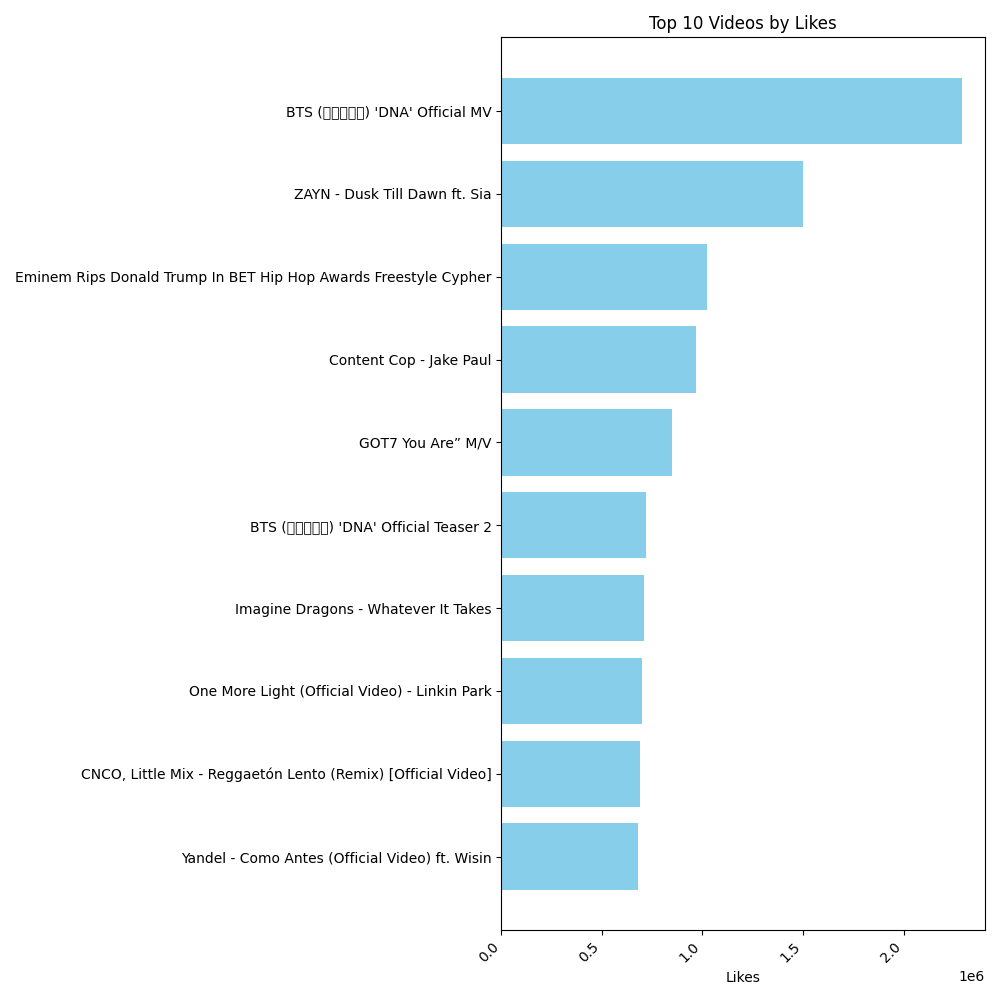 Top 10 Videos by Likes
BTS (▯▯▯▯▯) 'DNA' Official MV
ZAYN - Dusk Till Dawn ft. Sia
Eminem Rips Donald Trump In BET Hip Hop Awards Freestyle Cypher
Content Cop - Jake Paul
GOT7 You Are” M/V
BTS (▯▯▯▯▯) 'DNA' Official Teaser 2
Imagine Dragons - Whatever It Takes
One More Light (Official Video) - Linkin Park
CNCO, Little Mix - Reggaetón Lento (Remix) [Official Video]
Yandel - Como Antes (Official Video) ft. Wisin
0.0 0.5 1.0 1.5 2.0
Likes
1e6